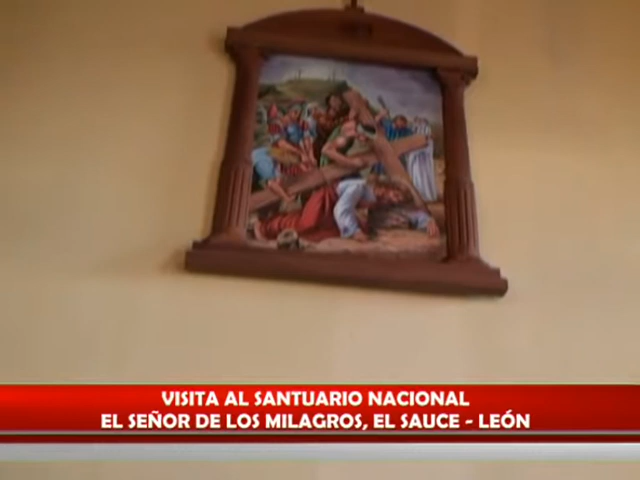 VISITA AL SANTUARIO NACIONAL
EL SEÑOR DE LOS MILAGROS, EL SAUCE - LEÓN